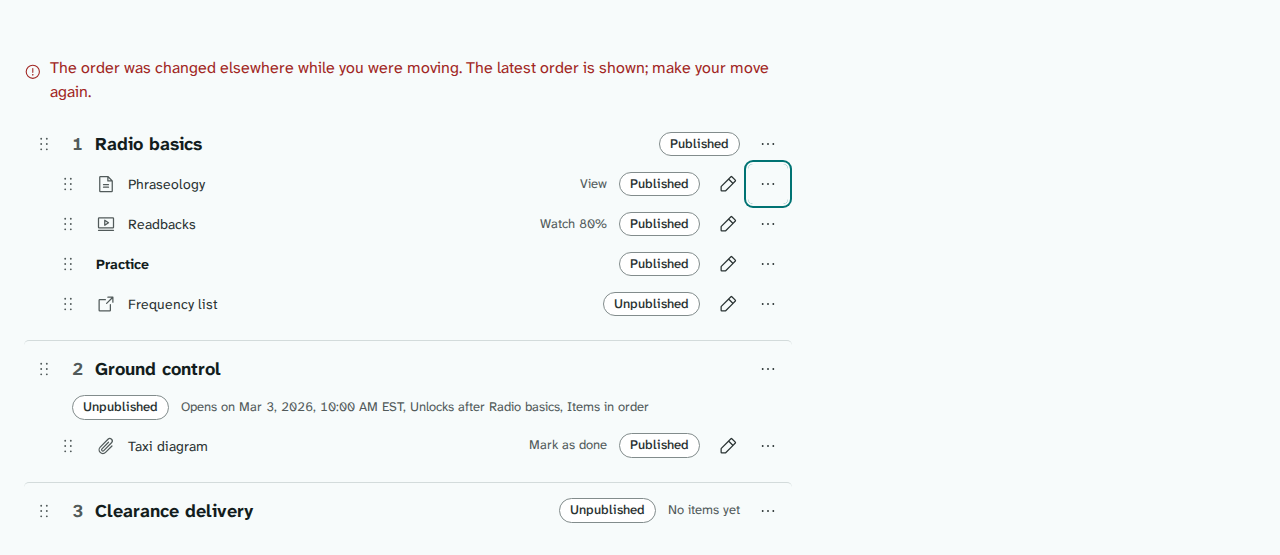 The order was changed elsewhere while you were moving. The latest order is shown; make your move
again.
1 Radio basics Published
Phraseology View Published
Readbacks Watch 80% Published
Practice Published
Frequency list Unpublished
2 Ground control
Unpublished Opens on Mar 3, 2026, 10:00 AM EST, Unlocks after Radio basics, Items in order
Taxi diagram Mark as done Published
3 Clearance delivery Unpublished No items yet